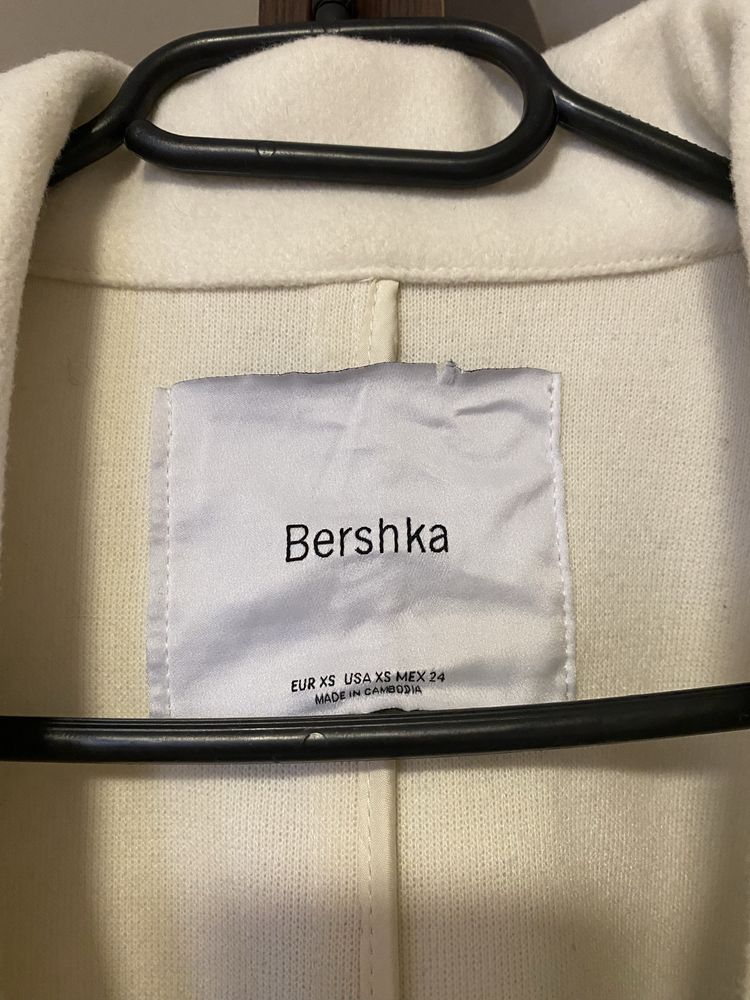 Bershka
EUR XS USA XS MEX 24
MADE IN CAMBODIA